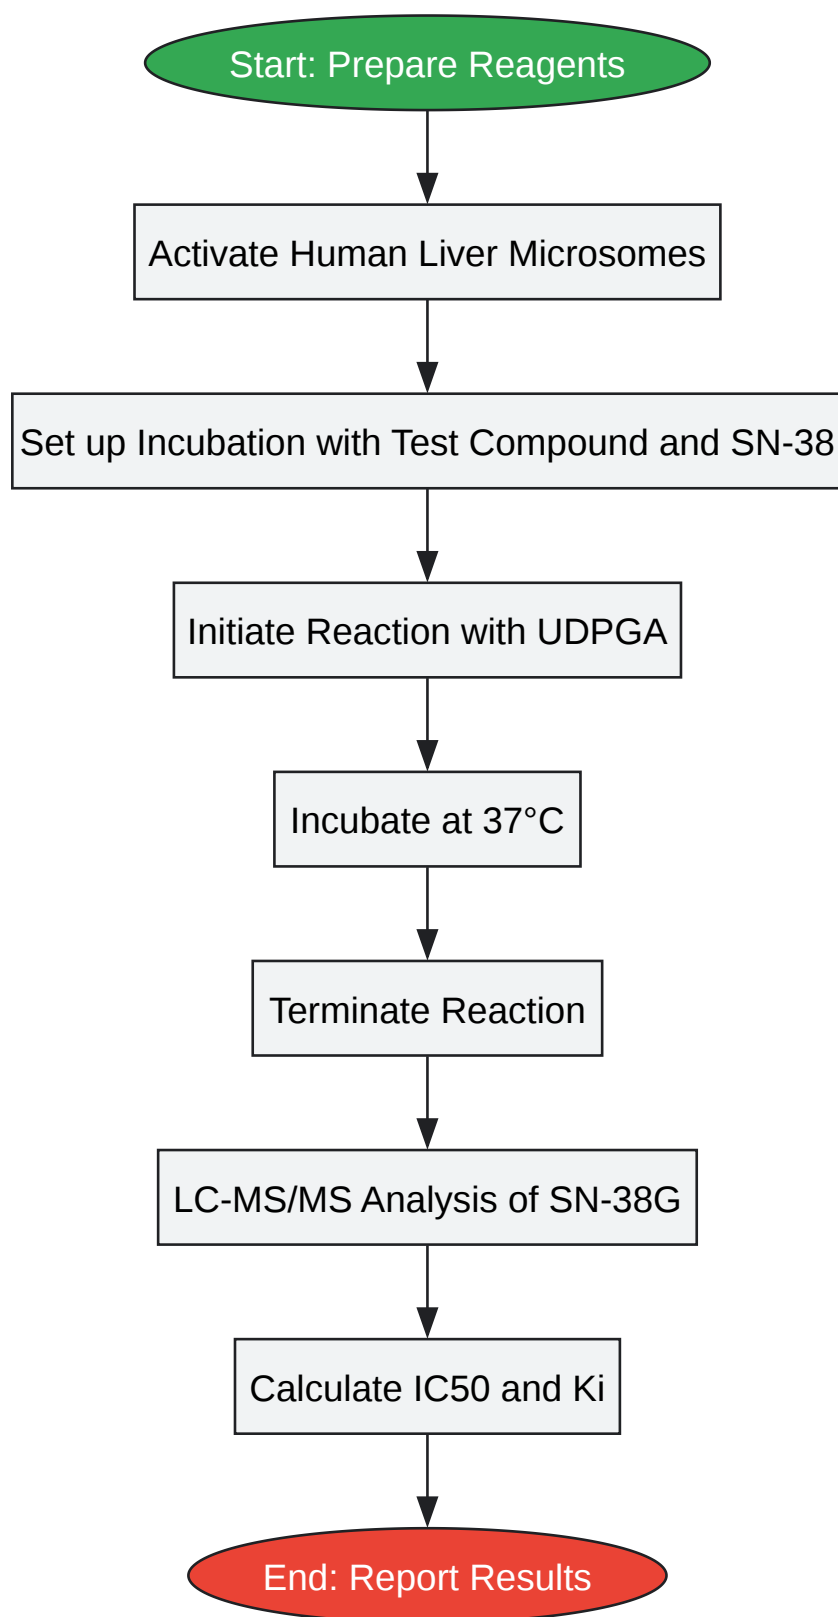 Start: Prepare Reagents
Activate Human Liver Microsomes
Set up Incubation with Test Compound and SN-38
Initiate Reaction with UDPGA
Incubate at 37°C
Terminate Reaction
LC-MS/MS Analysis of SN-38G
Calculate IC50 and Ki
End: Report Results